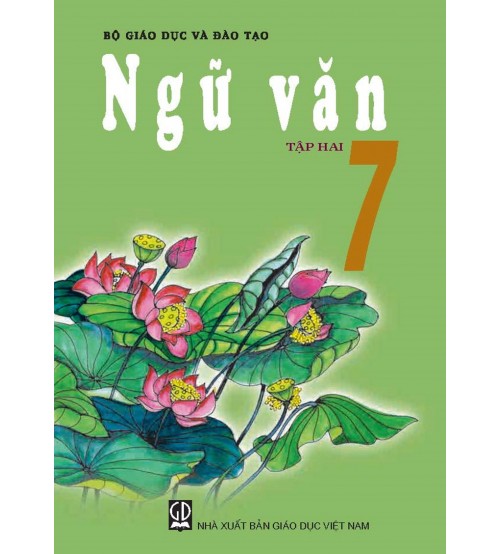 BỘ GIÁO DỤC VÀ ĐÀO TẠO
Ngữ văn
TẬP HAI
7
GD
NHÀ XUẤT BẢN GIÁO DỤC VIỆT NAM